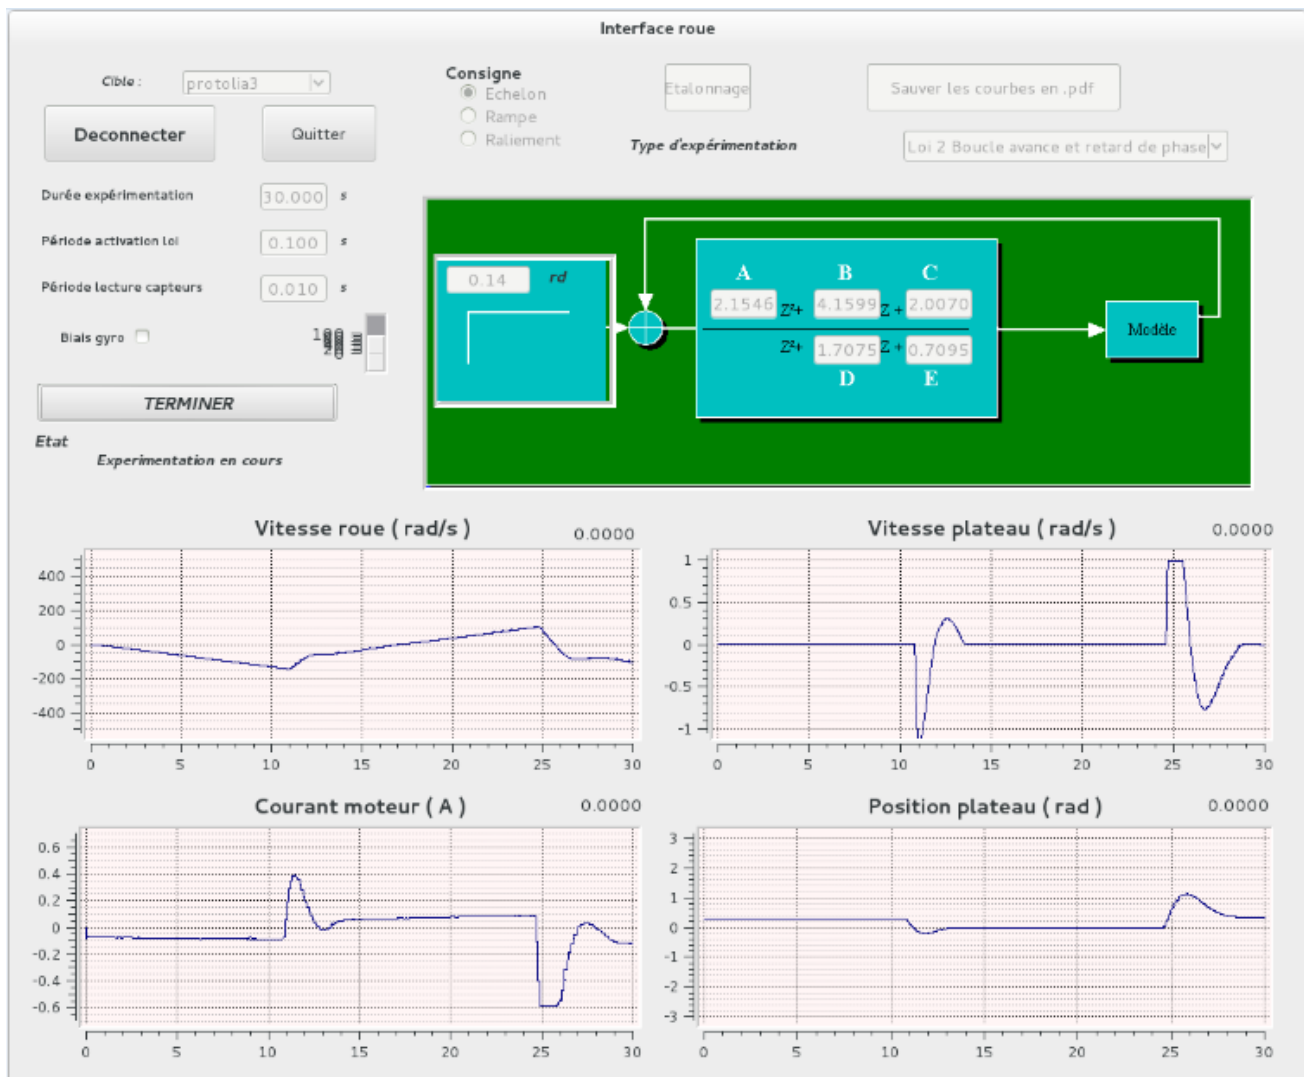 Interface roue
Cible : protolia3
Deconnecter Quitter
Consigne
Echelon
Rampe
Raliement
Etalonnage
Sauver les courbes en .pdf
Type d'expérimentation
Loi 2 Boucle avance et retard de phase
Durée expérimentation 30.000 s
Période activation loi 0.100 s
Période lecture capteurs 0.010 s
Biais gyro
TERMINER
Etat
Experimentation en cours
0.14 rd
A B C
2.1546 Z²+ 4.1599 Z + 2.0070
Z²+ 1.7075 Z + 0.7095
D E
Modèle
Vitesse roue ( rad/s ) 0.0000
400
200
0
-200
-400
0 5 10 15 20 25 30
Vitesse plateau ( rad/s ) 0.0000
1
0.5
0
-0.5
-1
0 5 10 15 20 25 30
Courant moteur ( A ) 0.0000
0.6
0.4
0.2
0
-0.2
-0.4
-0.6
0 5 10 15 20 25 30
Position plateau ( rad ) 0.0000
3
2
1
0
-1
-2
-3
0 5 10 15 20 25 30